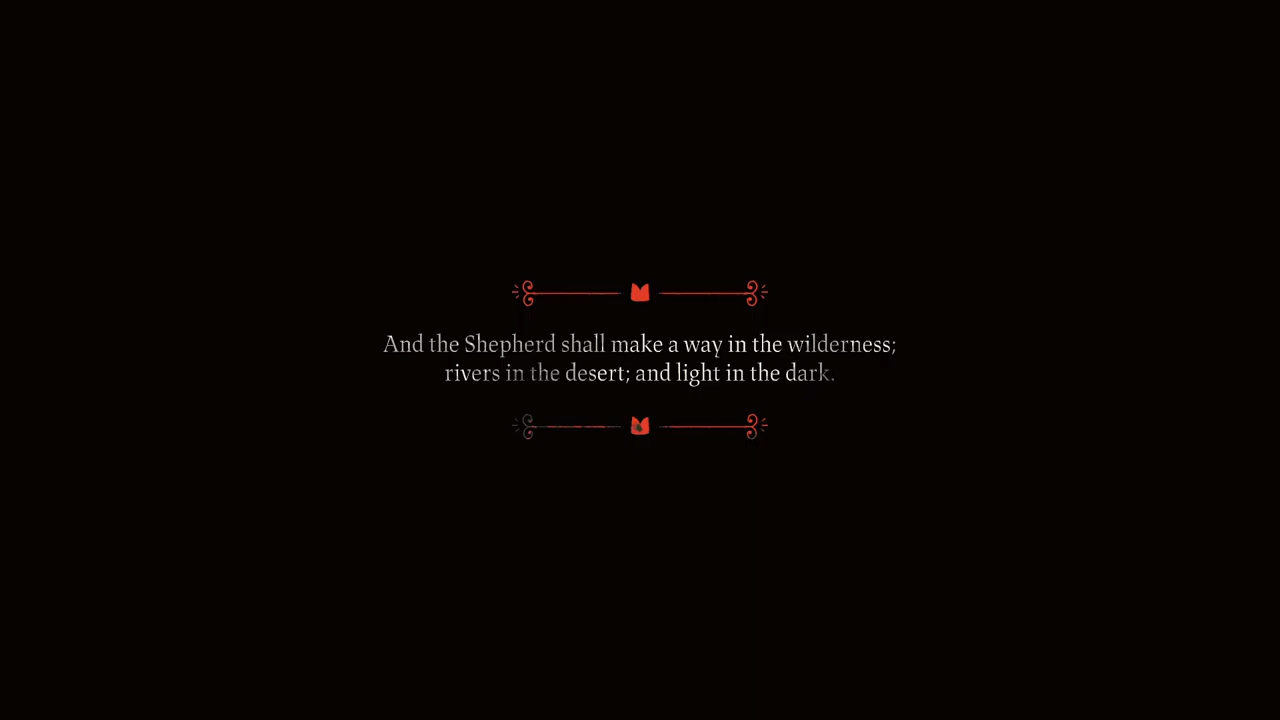 And the Shepherd shall make a way in the wilderness;
rivers in the desert; and light in the dark.